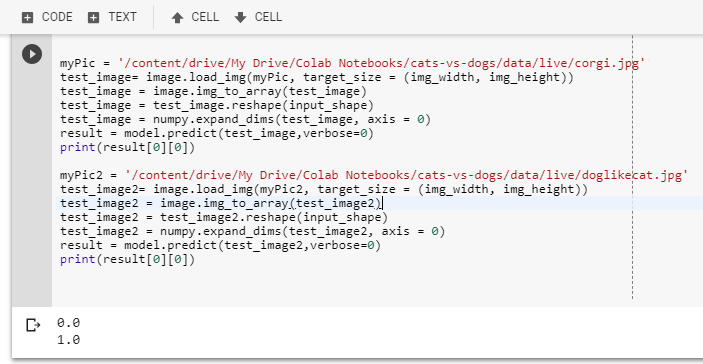 CODE TEXT CELL CELL
myPic = '/content/drive/My Drive/Colab Notebooks/cats-vs-dogs/data/live/corgi.jpg'
test_image= image.load_img(myPic, target_size = (img_width, img_height))
test_image = image.img_to_array(test_image)
test_image = test_image.reshape(input_shape)
test_image = numpy.expand_dims(test_image, axis = 0)
result = model.predict(test_image,verbose=0)
print(result[0][0])
myPic2 = '/content/drive/My Drive/Colab Notebooks/cats-vs-dogs/data/live/doglikecat.jpg'
test_image2= image.load_img(myPic2, target_size = (img_width, img_height))
test_image2 = image.img_to_array(test_image2)
test_image2 = test_image2.reshape(input_shape)
test_image2 = numpy.expand_dims(test_image2, axis = 0)
result = model.predict(test_image2,verbose=0)
print(result[0][0])
0.0
1.0